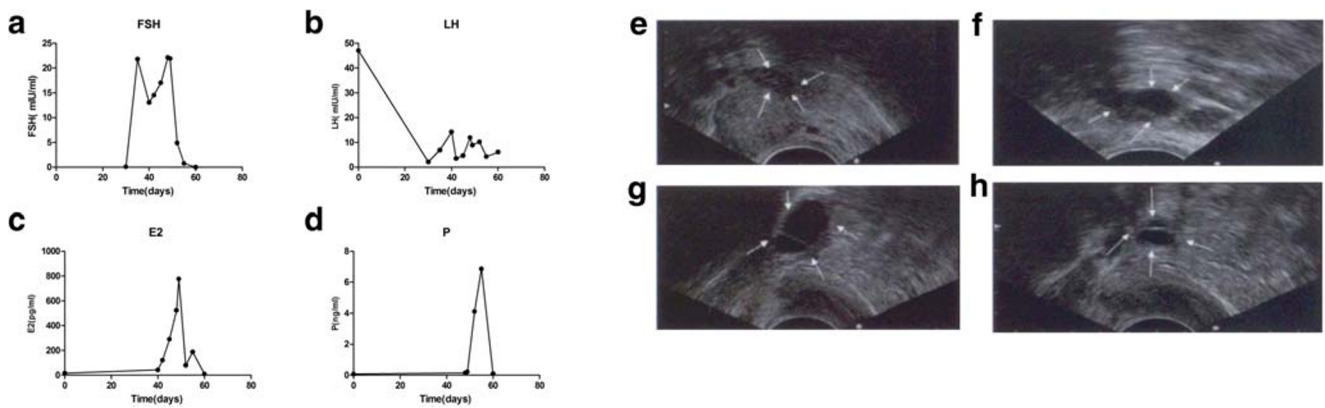 a
FSH
25
20
15
10
5
0
FSH( mIU/ml)
0 20 40 60 80
Time(days)
b
LH
50
40
30
20
10
0
LH( mIU/ml)
0 20 40 60 80
Time(days)
c
E2
1000
800
600
400
200
0
E2(pg/ml)
0 20 40 60 80
Time(days)
d
P
8
6
4
2
0
P(ng/ml)
0 20 40 60 80
Time(days)
e
f
g
h